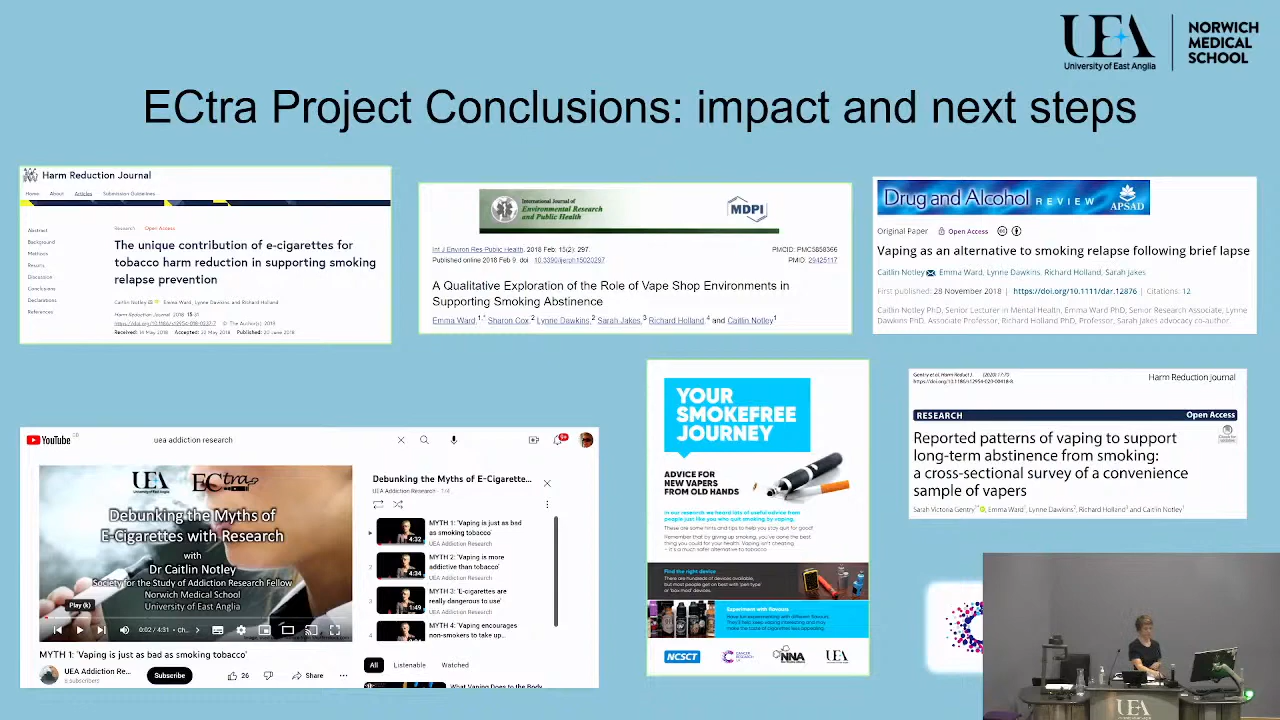 UEA
University of East Anglia
NORWICH
MEDICAL
SCHOOL
ECtra Project Conclusions: impact and next steps
Harm Reduction Journal
Home About Articles Submission Guidelines
Abstract
Background
Methods
Results
Discussion
Conclusions
Declarations
References
Research Open Access
The unique contribution of e-cigarettes for
tobacco harm reduction in supporting smoking
relapse prevention
Caitlin Notley, Emma Ward, Lynne Dawkins and Richard Holland
Harm Reduction Journal 2018 15:31
https://doi.org/10.1186/s12954-018-0237-7 © The Author(s) 2018
Received: 14 May 2018 Accepted: 22 May 2018 Published: 20 June 2018
International Journal of
Environmental Research
and Public Health
MDPI
Int J Environ Res Public Health. 2018 Feb; 15(2): 297.
Published online 2018 Feb 9. doi: 10.3390/ijerph15020297
PMCID: PMC5858366
PMID: 29425117
A Qualitative Exploration of the Role of Vape Shop Environments in
Supporting Smoking Abstinence
Emma Ward,1,* Sharon Cox,2 Lynne Dawkins,2 Sarah Jakes,3 Richard Holland,4 and Caitlin Notley1
Drug and Alcohol REVIEW APSAD
Original Paper Open Access
Vaping as an alternative to smoking relapse following brief lapse
Caitlin Notley, Emma Ward, Lynne Dawkins, Richard Holland, Sarah Jakes
First published: 28 November 2018 | https://doi.org/10.1111/dar.12876 | Citations: 12
Caitlin Notley PhD, Senior Lecturer in Mental Health, Emma Ward PhD, Senior Research Associate, Lynne
Dawkins PhD, Associate Professor, Richard Holland PhD, Professor, Sarah Jakes advocacy co-author.
YouTube GB
uea addiction research
9+
UEA
University of East Anglia
ECtra
Debunking the Myths of
E-Cigarettes with Research
with
Dr Caitlin Notley
Society for the Study of Addiction Research Fellow
Norwich Medical School
University of East Anglia
Play (k)
0:02 / 4:31 • Ch...
MYTH 1: 'Vaping is just as bad as smoking tobacco'
UEA Addiction Re...
Subscribe
26
Share
Debunking the Myths of E-Cigarette...
UEA Addiction Research - 1/4
4:32
MYTH 1: 'Vaping is just as bad
as smoking tobacco'
UEA Addiction Research
2
4:34
MYTH 2: 'Vaping is more
addictive than tobacco'
UEA Addiction Research
3
1:49
MYTH 3: 'E-cigarettes are
really dangerous to use'
UEA Addiction Research
4
MYTH 4: 'Vaping encourages
non-smokers to take up...
All Listenable Watched
What Vaping Does to the Body
YOUR
SMOKEFREE
JOURNEY
ADVICE FOR
NEW VAPERS
FROM OLD HANDS
In our research we heard lots of useful advice from
people just like you who quit smoking by vaping.
These are some hints and tips to help you stay quit for good!
Remember that by giving up smoking, you've done the best
thing you could for your health. Vaping isn't cheating
– it's a much safer alternative to tobacco.
Find the right device
There are hundreds of devices available,
but most people get on best with 'pen type'
or 'box mod' devices.
Experiment with flavours
Have fun experimenting with different flavours.
They'll help keep vaping interesting and may
make the taste of cigarettes less appealing.
NCSCT
CANCER
RESEARCH
UK
NNA
UEA
Gentry et al. Harm Reduct J (2020) 17:70
https://doi.org/10.1186/s12954-020-00418-8
Harm Reduction Journal
RESEARCH Open Access
Reported patterns of vaping to support
long-term abstinence from smoking:
a cross-sectional survey of a convenience
sample of vapers
Sarah Victoria Gentry, Emma Ward, Lynne Dawkins, Richard Holland and Caitlin Notley
UEA